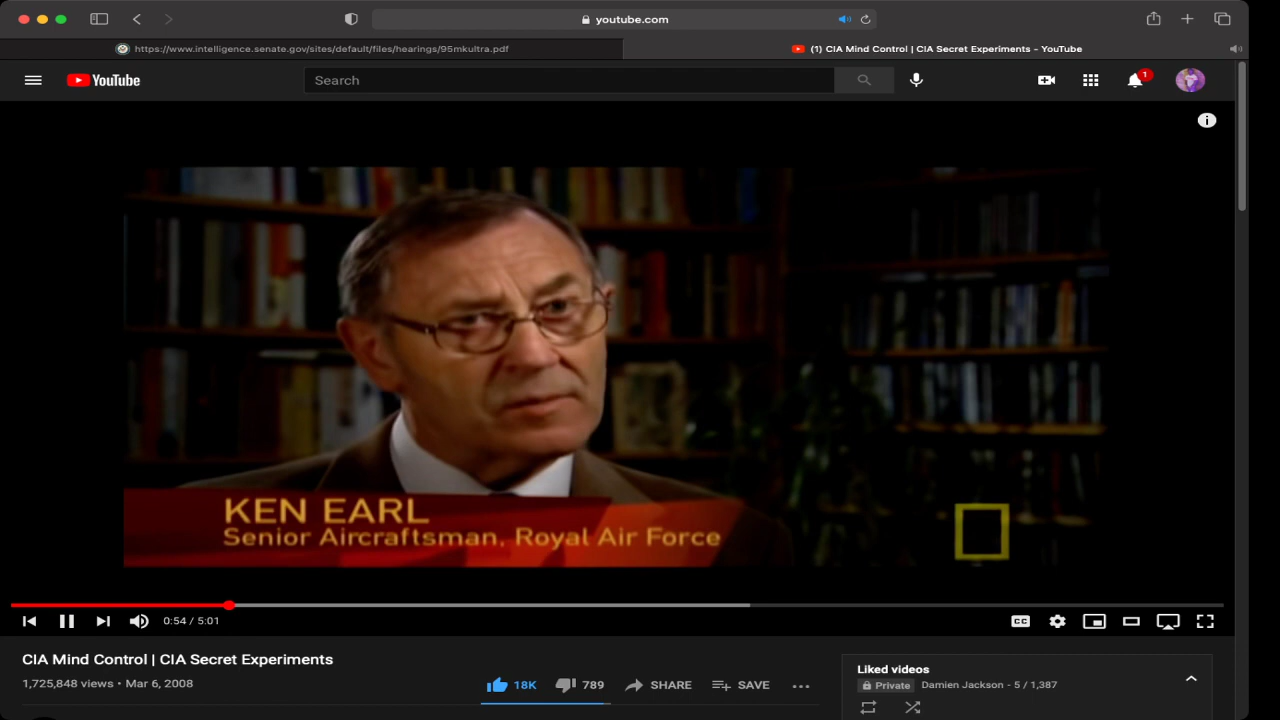 youtube.com
https://www.intelligence.senate.gov/sites/default/files/hearings/95mkultra.pdf
(1) CIA Mind Control | CIA Secret Experiments - YouTube
YouTube
Search
1
KEN EARL
Senior Aircraftsman, Royal Air Force
0:54 / 5:01
CC
CIA Mind Control | CIA Secret Experiments
1,725,848 views • Mar 6, 2008
18K
789
SHARE
SAVE
Liked videos
Private
Damien Jackson - 5 / 1,387